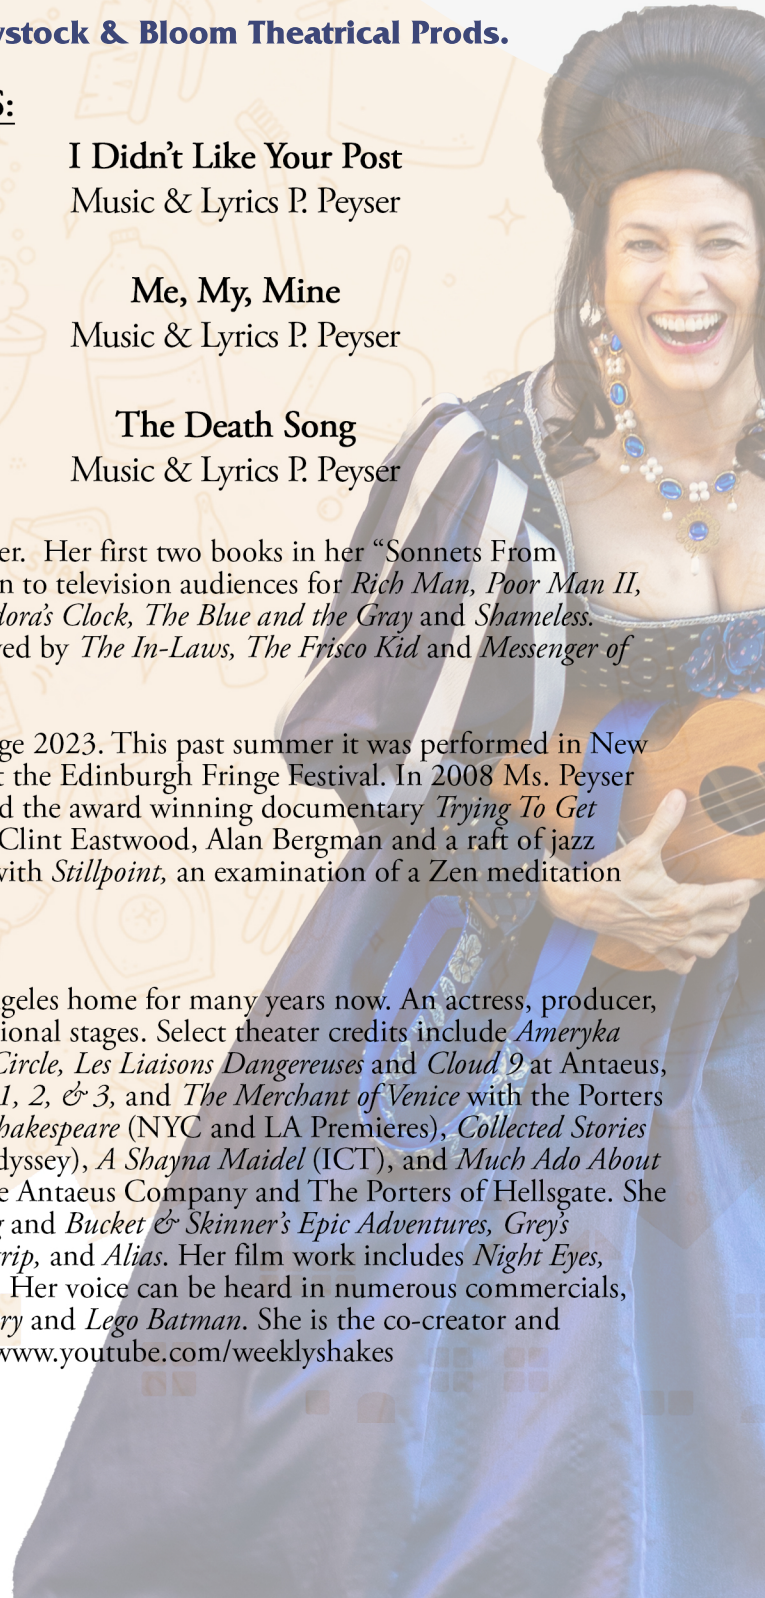 ystock & Bloom Theatrical Prods.
S:
I Didn’t Like Your Post
Music & Lyrics P. Peyser
Me, My, Mine
Music & Lyrics P. Peyser
The Death Song
Music & Lyrics P. Peyser
er. Her first two books in her “Sonnets From
n to television audiences for Rich Man, Poor Man II,
dora’s Clock, The Blue and the Gray and Shameless.
ved by The In-Laws, The Frisco Kid and Messenger of
ge 2023. This past summer it was performed in New
t the Edinburgh Fringe Festival. In 2008 Ms. Peyser
d the award winning documentary Trying To Get
Clint Eastwood, Alan Bergman and a raft of jazz
with Stillpoint, an examination of a Zen meditation
geles home for many years now. An actress, producer,
ional stages. Select theater credits include Ameryka
Circle, Les Liaisons Dangereuses and Cloud 9 at Antaeus,
1, 2, & 3, and The Merchant of Venice with the Porters
hakespeare (NYC and LA Premieres), Collected Stories
dyssey), A Shayna Maidel (ICT), and Much Ado About
e Antaeus Company and The Porters of Hellsgate. She
g and Bucket & Skinner’s Epic Adventures, Grey’s
rip, and Alias. Her film work includes Night Eyes,
Her voice can be heard in numerous commercials,
ry and Lego Batman. She is the co-creator and
www.youtube.com/weeklyshakes